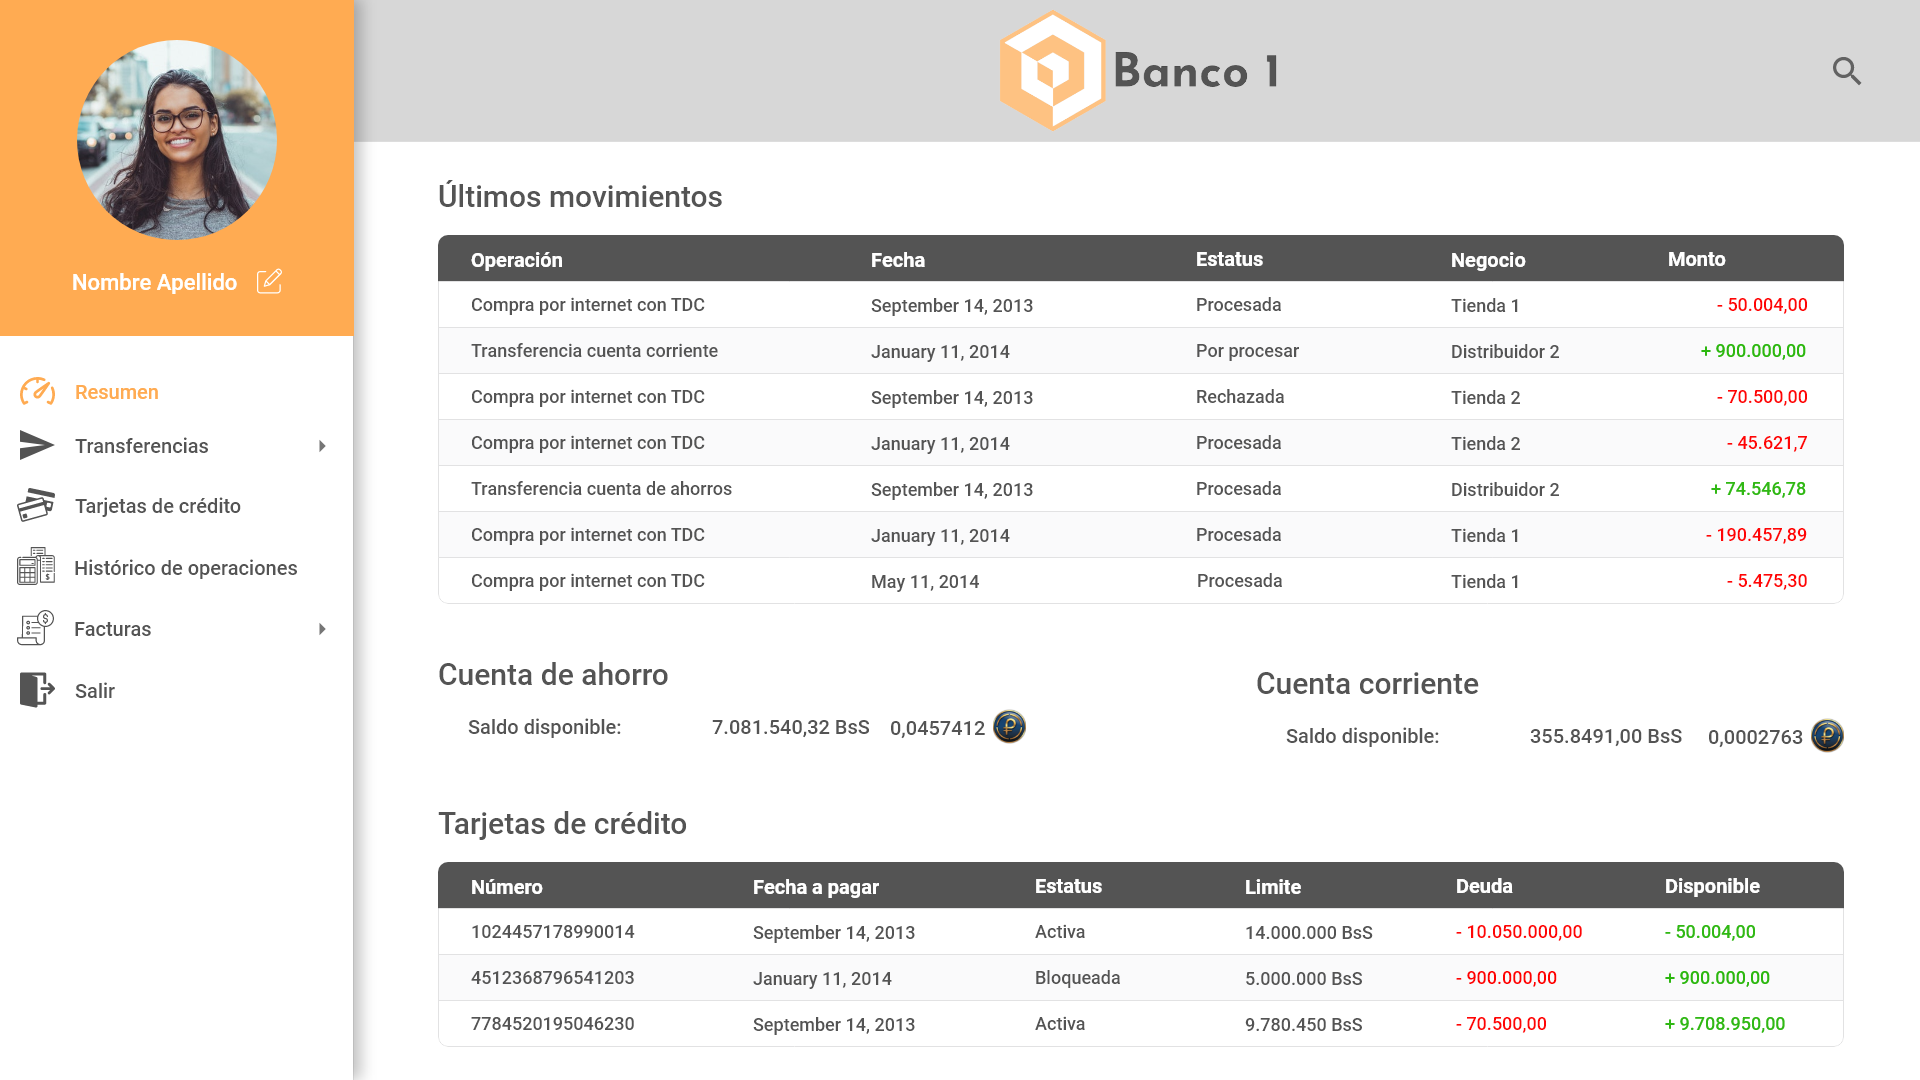 Banco 1
Nombre Apellido
Resumen
Transferencias
Tarjetas de crédito
Histórico de operaciones
Facturas
Salir
Últimos movimientos
Operación Fecha Estatus Negocio Monto
Compra por internet con TDC September 14, 2013 Procesada Tienda 1 - 50.004,00
Transferencia cuenta corriente January 11, 2014 Por procesar Distribuidor 2 + 900.000,00
Compra por internet con TDC September 14, 2013 Rechazada Tienda 2 - 70.500,00
Compra por internet con TDC January 11, 2014 Procesada Tienda 2 - 45.621,7
Transferencia cuenta de ahorros September 14, 2013 Procesada Distribuidor 2 + 74.546,78
Compra por internet con TDC January 11, 2014 Procesada Tienda 1 - 190.457,89
Compra por internet con TDC May 11, 2014 Procesada Tienda 1 - 5.475,30
Cuenta de ahorro
Saldo disponible: 7.081.540,32 BsS 0,0457412
Cuenta corriente
Saldo disponible: 355.8491,00 BsS 0,0002763
Tarjetas de crédito
Número Fecha a pagar Estatus Limite Deuda Disponible
1024457178990014 September 14, 2013 Activa 14.000.000 BsS - 10.050.000,00 - 50.004,00
4512368796541203 January 11, 2014 Bloqueada 5.000.000 BsS - 900.000,00 + 900.000,00
7784520195046230 September 14, 2013 Activa 9.780.450 BsS - 70.500,00 + 9.708.950,00